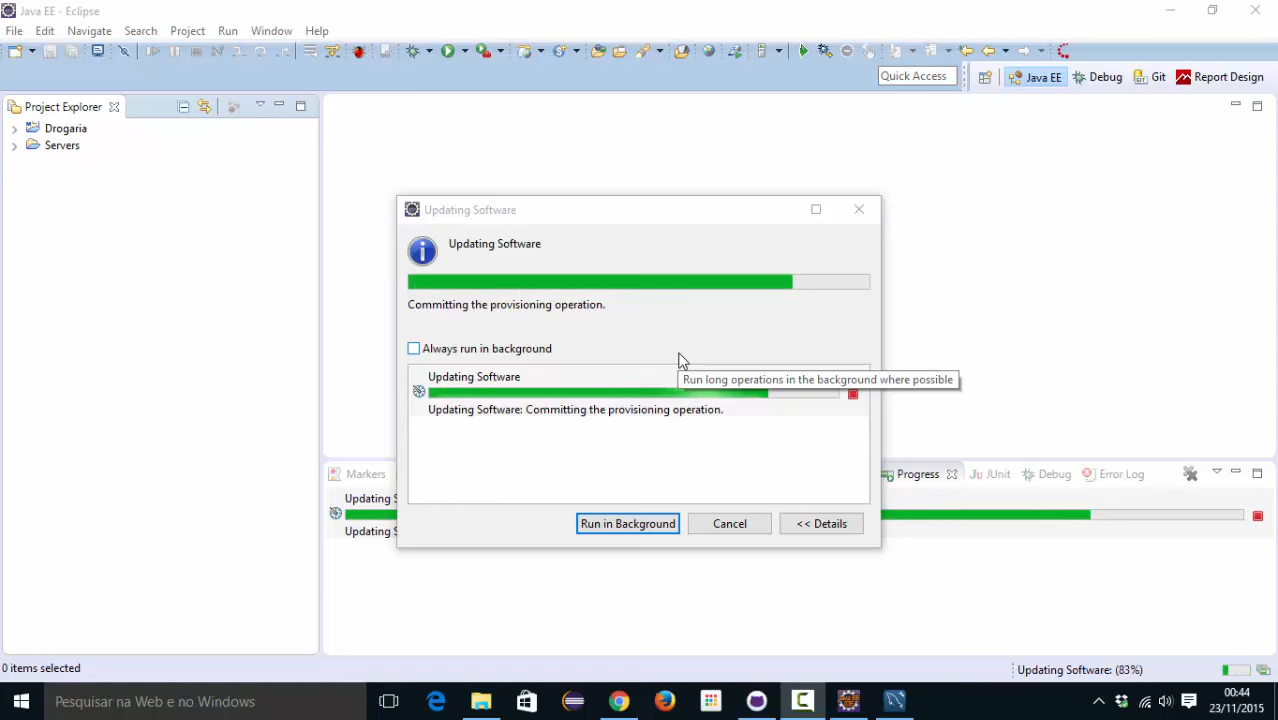 Java EE - Eclipse
File Edit Navigate Search Project Run Window Help
Quick Access Java EE Debug Git Report Design
Project Explorer
Drogaria
Servers
Updating Software
Updating Software
Committing the provisioning operation.
Always run in background
Updating Software
Run long operations in the background where possible
Updating Software: Committing the provisioning operation.
Markers Progress JUnit Debug Error Log
Updating S
Updating S
Run in Background Cancel << Details
0 items selected Updating Software: (83%)
Pesquisar na Web e no Windows
00:44
23/11/2015